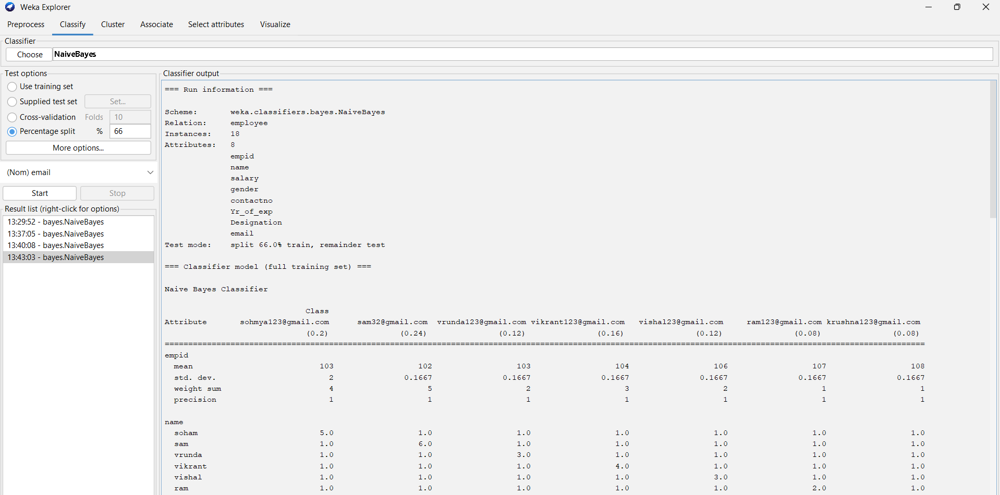 Weka Explorer
Preprocess Classify Cluster Associate Select attributes Visualize
Classifier
Choose NaiveBayes
Test options
Use training set
Supplied test set Set...
Cross-validation Folds 10
Percentage split % 66
More options...
(Nom) email
Start Stop
Result list (right-click for options)
13:29:52 - bayes.NaiveBayes
13:37:05 - bayes.NaiveBayes
13:40:08 - bayes.NaiveBayes
13:43:03 - bayes.NaiveBayes
Classifier output
=== Run information ===
Scheme: weka.classifiers.bayes.NaiveBayes
Relation: employee
Instances: 18
Attributes: 8
empid
name
salary
gender
contactno
Yr_of_exp
Designation
email
Test mode: split 66.0% train, remainder test
=== Classifier model (full training set) ===
Naive Bayes Classifier
Class
Attribute sohmya123@gmail.com sam32@gmail.com vrunda123@gmail.com vikrant123@gmail.com vishal23@gmail.com ram123@gmail.com krushna123@gmail.com
(0.2) (0.24) (0.12) (0.16) (0.12) (0.08) (0.08)
==================================================================================================================================================================
empid
mean 103 102 103 104 106 107 108
std. dev. 2 0.1667 0.1667 0.1667 0.1667 0.1667 0.1667
weight sum 4 5 2 3 2 1 1
precision 1 1 1 1 1 1 1
name
soham 5.0 1.0 1.0 1.0 1.0 1.0 1.0
sam 1.0 6.0 1.0 1.0 1.0 1.0 1.0
vrunda 1.0 1.0 3.0 1.0 1.0 1.0 1.0
vikrant 1.0 1.0 1.0 4.0 1.0 1.0 1.0
vishal 1.0 1.0 1.0 1.0 3.0 1.0 1.0
ram 1.0 1.0 1.0 1.0 1.0 2.0 1.0